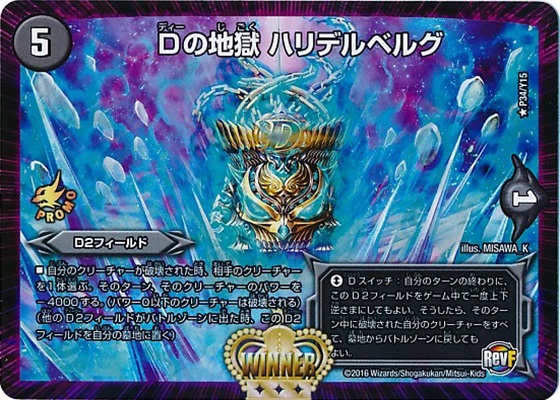 5
ディー じごく
Dの地獄 ハリデルベルグ
★P34/Y15
PROMO
1
illus. MISAWA_K
D2フィールド
■自分のクリーチャーが破壊された時、相手のクリーチャー
を1体選ぶ。そのターン、そのクリーチャーのパワーを
-4000する。(パワー0以下のクリーチャーは破壊される)
(他のD2フィールドがバトルゾーンに出た時、このD2
フィールドを自分の墓地に置く)
Dスイッチ:自分のターンの終わりに、
このD2フィールドをゲーム中で一度上下
逆さまにしてもよい。そうしたら、そのター
ン中に破壊された自分のクリーチャーをすべ
て、墓地からバトルゾーンに戻しても
よい。
D
WINNER
RevF
©2016 Wizards/Shogakukan/Mitsui-Kids